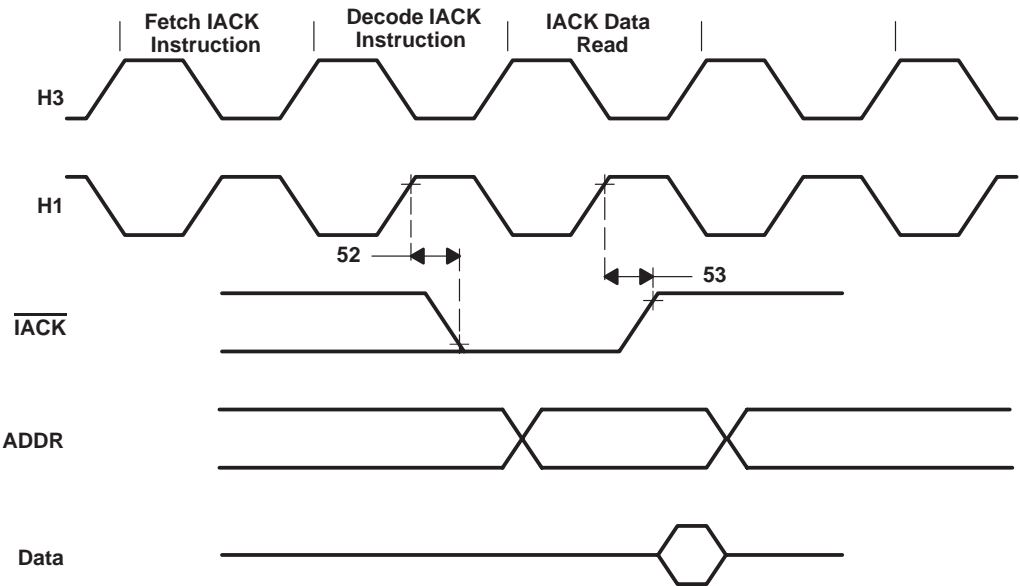 Fetch IACK
Instruction
Decode IACK
Instruction
IACK Data
Read
H3
H1
52
53
IACK
ADDR
Data